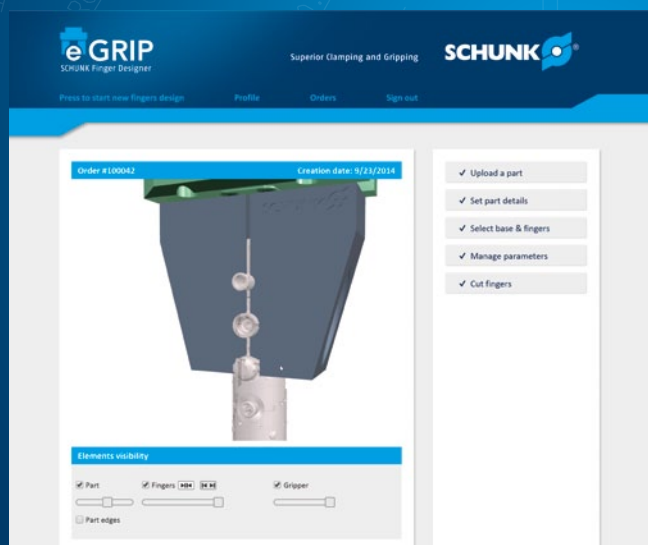 eGRIP
SCHUNK Finger Designer
Superior Clamping and Gripping
SCHUNK
Press to start new fingers design
Profile
Orders
Sign out
Order #100042
Creation date: 9/23/2014
✓ Upload a part
✓ Set part details
✓ Select base & fingers
✓ Manage parameters
✓ Cut fingers
Elements visibility
Part
Fingers
Gripper
Part edges